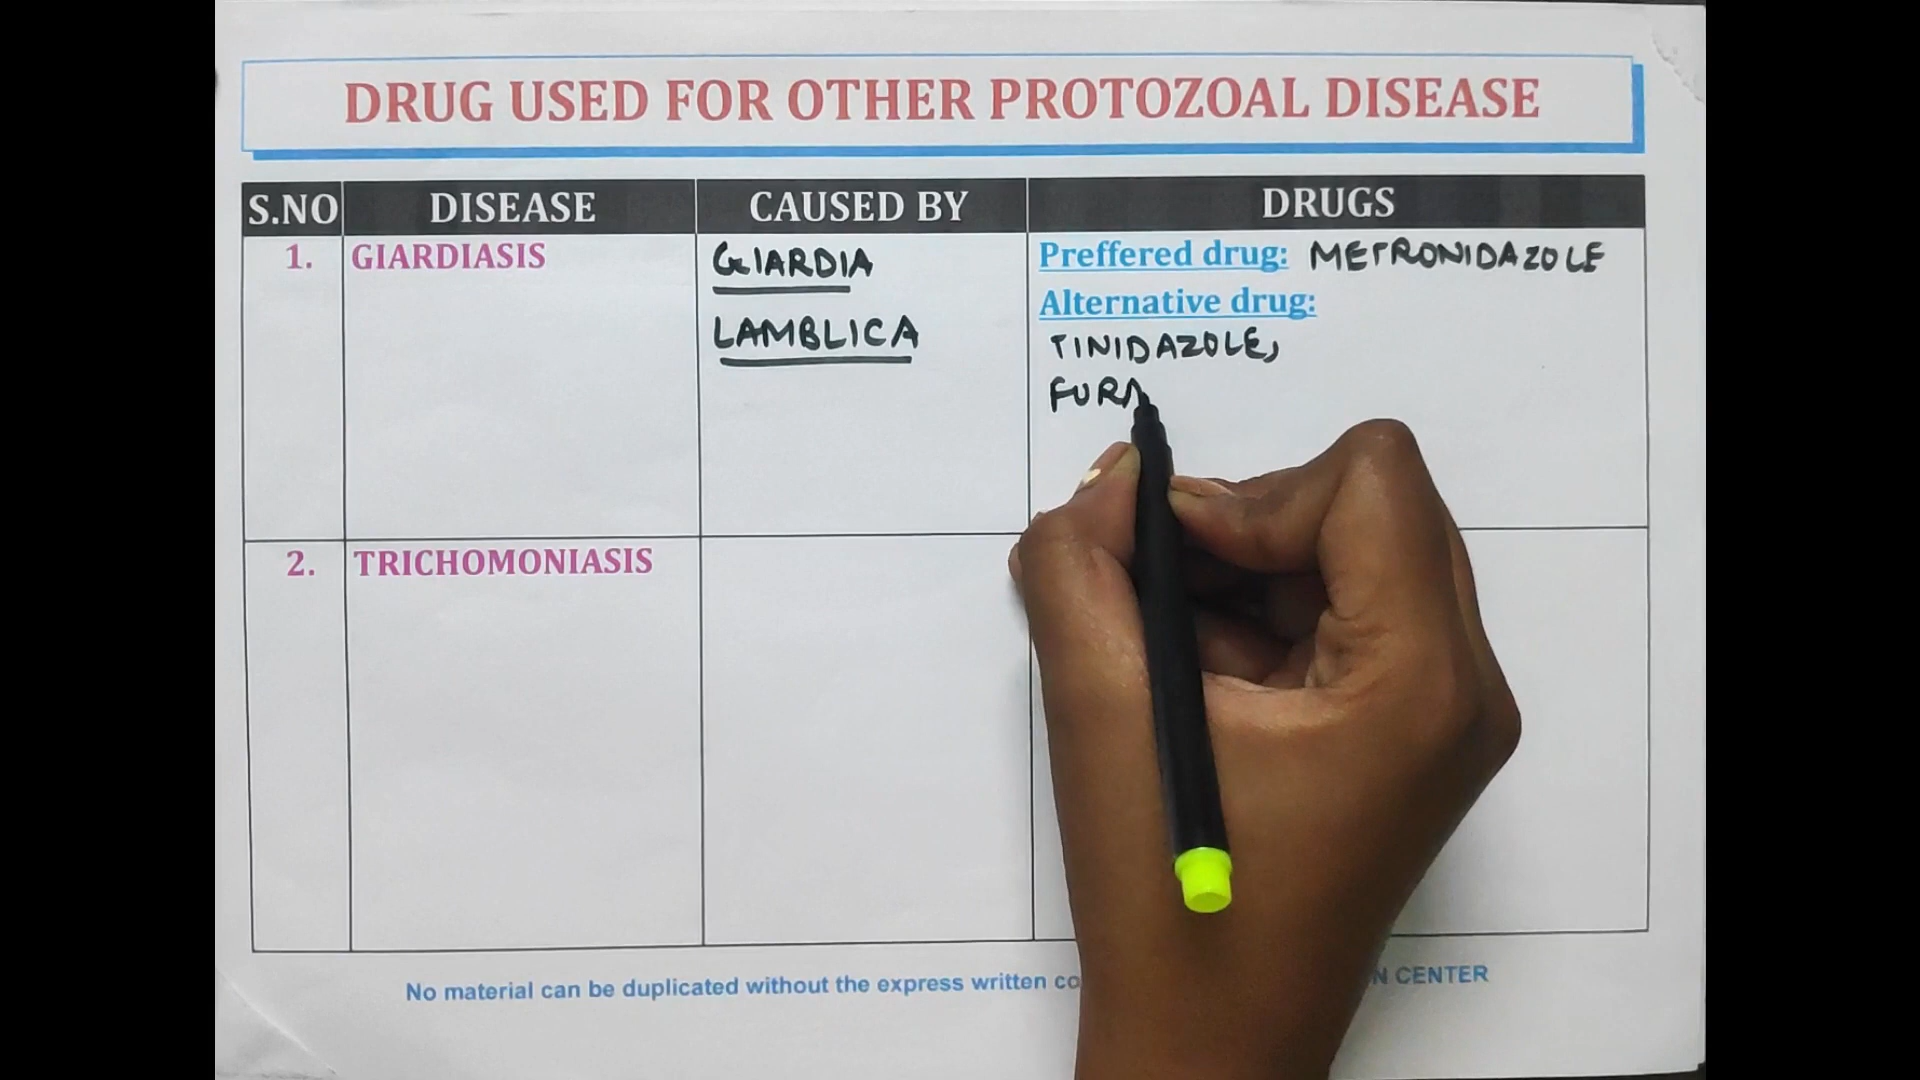 DRUG USED FOR OTHER PROTOZOAL DISEASE
S.NO DISEASE CAUSED BY DRUGS
1. GIARDIASIS GIARDIA Preffered drug: METRONIDAZOLE
Alternative drug:
LAMBLICA TINIDAZOLE,
FURA
2. TRICHOMONIASIS
No material can be duplicated without the express written CENTER